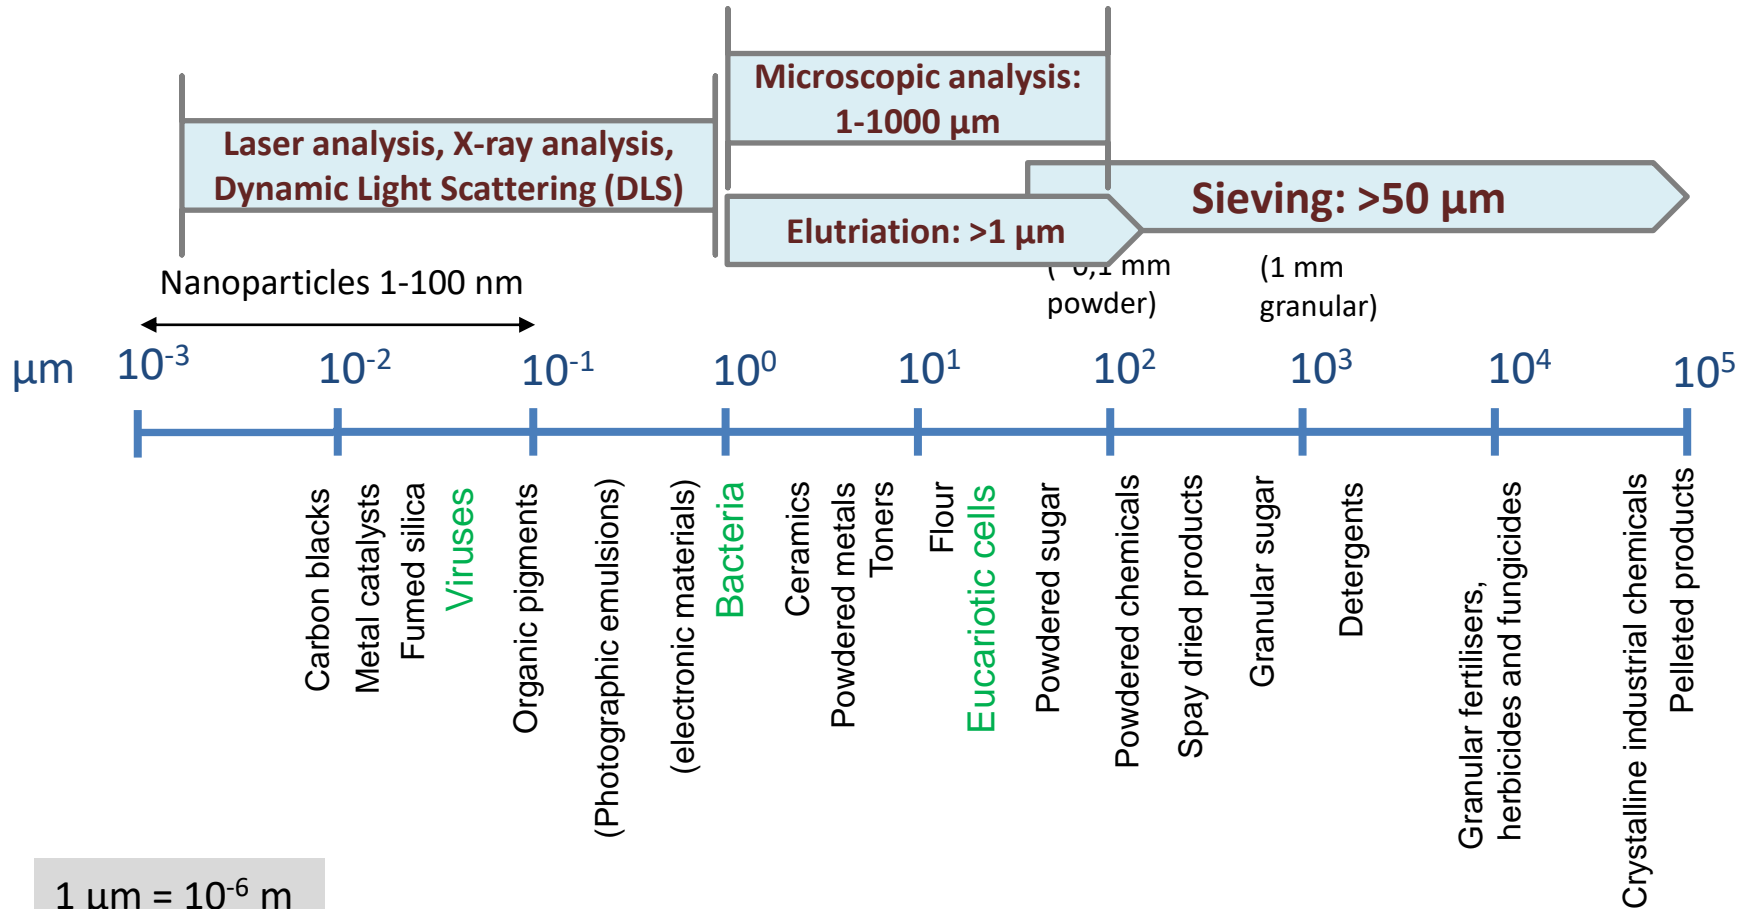 Microscopic analysis:
1-1000 µm
Laser analysis, X-ray analysis,
Dynamic Light Scattering (DLS)
Sieving: >50 µm
Elutriation: >1 µm
Nanoparticles 1-100 nm
mm
powder)
(1 mm
granular)
µm 10⁻³ 10⁻² 10⁻¹ 10⁰ 10¹ 10² 10³ 10⁴ 10⁵
Carbon blacks
Metal catalysts
Fumed silica
Viruses
Organic pigments
(Photographic emulsions)
(electronic materials)
Bacteria
Ceramics
Powdered metals
Toners
Flour
Eucariotic cells
Powdered sugar
Powdered chemicals
Spay dried products
Granular sugar
Detergents
Granular fertilisers,
herbicides and fungicides
Crystalline industrial chemicals
Pelleted products
1 µm = 10⁻⁶ m